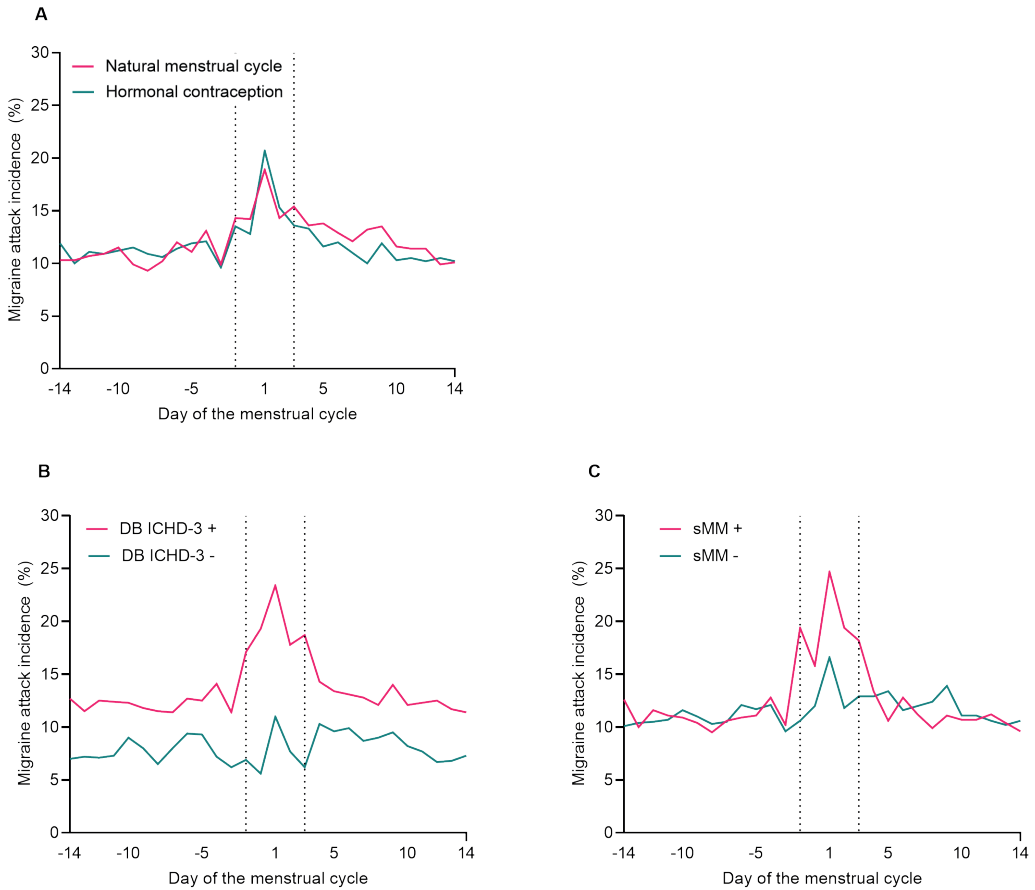 A
30
Natural menstrual cycle
Hormonal contraception
25
20
15
10
5
0
Migraine attack incidence (%)
-14 -10 -5 1 5 10 14
Day of the menstrual cycle
B
30
DB ICHD-3 +
DB ICHD-3 -
25
20
15
10
5
0
Migraine attack incidence (%)
-14 -10 -5 1 5 10 14
Day of the menstrual cycle
C
30
sMM +
sMM -
25
20
15
10
5
0
Migraine attack incidence (%)
-14 -10 -5 1 5 10 14
Day of the menstrual cycle